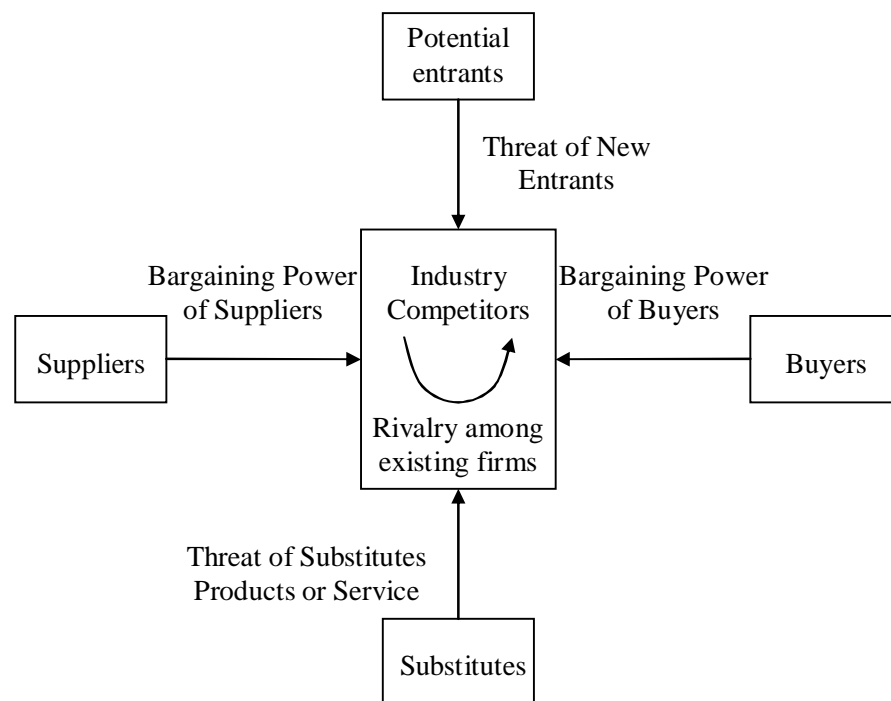 Potential
entrants
Threat of New
Entrants
Bargaining Power
of Suppliers
Industry
Competitors
Bargaining Power
of Buyers
Suppliers
Buyers
Rivalry among
existing firms
Threat of Substitutes
Products or Service
Substitutes